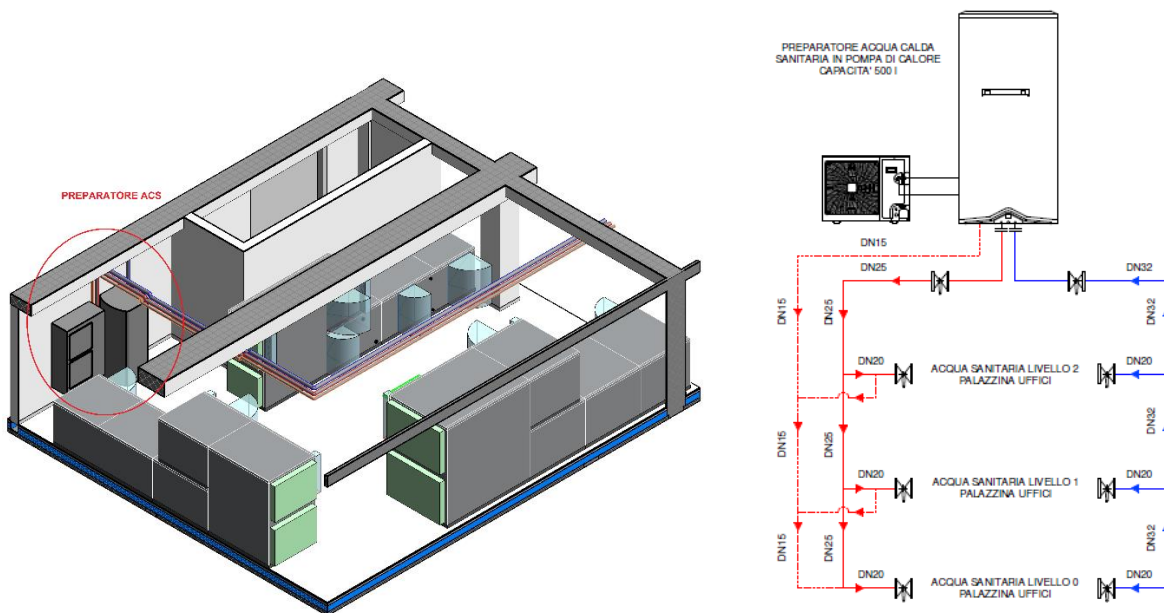 PREPARATORE ACQUA CALDA
SANITARIA IN POMPA DI CALORE
CAPACITA' 500 l
PREPARATORE ACS
DN15
DN25
DN32
DN15
DN25
DN32
DN20
ACQUA SANITARIA LIVELLO 2
PALAZZINA UFFICI
DN20
DN15
DN25
DN32
DN20
ACQUA SANITARIA LIVELLO 1
PALAZZINA UFFICI
DN20
DN15
DN25
DN32
DN20
ACQUA SANITARIA LIVELLO 0
PALAZZINA UFFICI
DN20